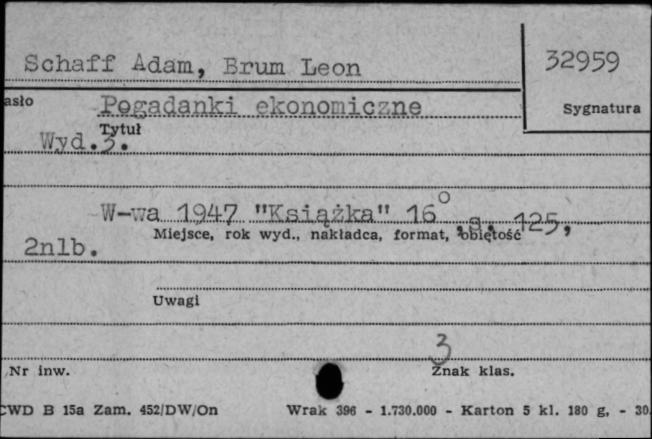 Schaff Adam, Brum Leon
32959
asło
Pogadanki ekonomiczne
Sygnatura
Tytuł
Wyd.3.
W-wa 1947 "Książka" 16°,s. 125,
Miejsce, rok wyd., nakładca, format, objętość
2nlb.
Uwagi
3
Nr inw.
Znak klas.
CWD B 15a Zam. 452/DW/On
Wrak 396 - 1.730.000 - Karton 5 kl. 180 g, - 30.